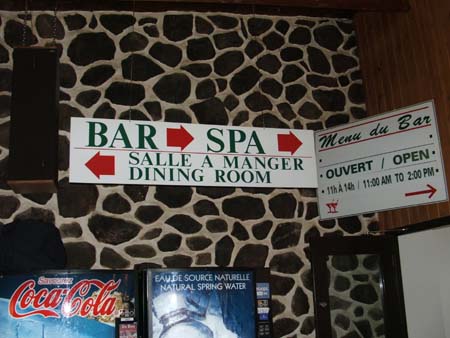 BAR SPA
SALLE A MANGER
DINING ROOM
Menu du Bar
OUVERT / OPEN
11h À 14h / 11:00 AM TO 2:00 PM
Savourez
Coca-Cola
EAU DE SOURCE NATURELLE
NATURAL SPRING WATER